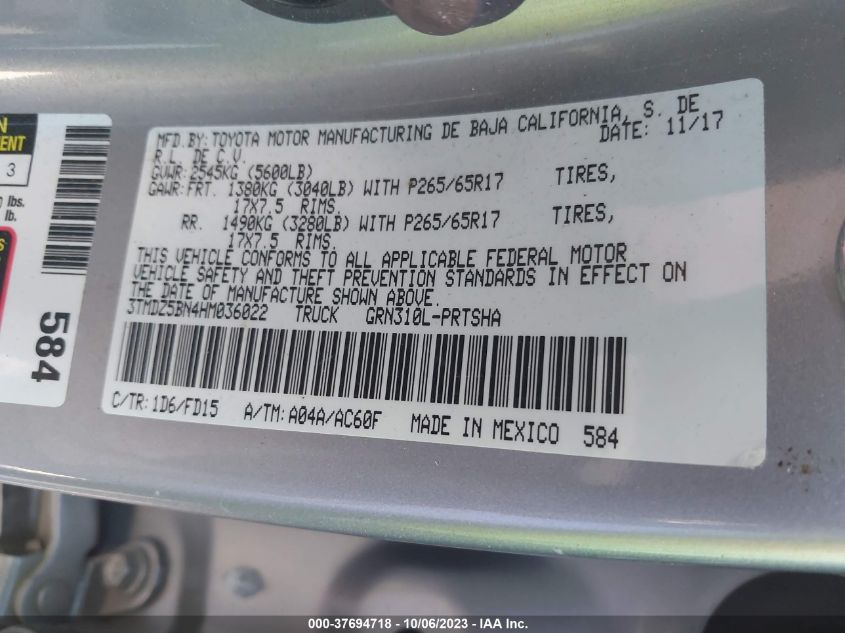 N
ENT
3
lbs.
lb.
S
584
MFD.BY:TOYOTA MOTOR MANUFACTURING DE BAJA CALIFORNIA, S. DE
R.L. DE C.V. DATE: 11/17
GVWR:2545KG (5600LB)
GAWR:FRT. 1380KG (3040LB) WITH P265/65R17 TIRES,
17X7.5 RIMS.
RR. 1490KG (3280LB) WITH P265/65R17 TIRES,
17X7.5 RIMS.
THIS VEHICLE CONFORMS TO ALL APPLICABLE FEDERAL MOTOR
VEHICLE SAFETY AND THEFT PREVENTION STANDARDS IN EFFECT ON
THE DATE OF MANUFACTURE SHOWN ABOVE.
3TMDZ5BN4HM036022 TRUCK GRN310L-PRTSHA
C/TR:1D6/FD15 A/TM:A04A/AC60F MADE IN MEXICO 584
000-37694718 - 10/06/2023 - IAA Inc.